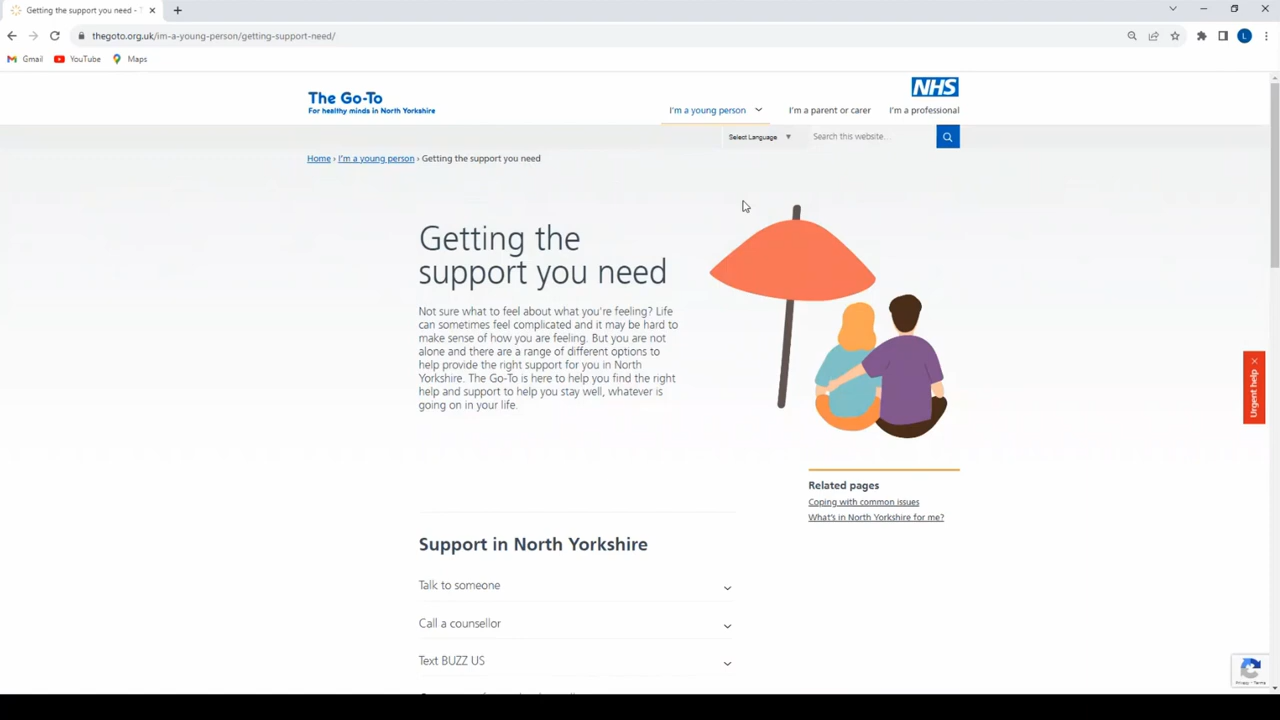 Getting the support you need -
thegoto.org.uk/im-a-young-person/getting-support-need/
L
Gmail
YouTube
Maps
The Go-To
For healthy minds in North Yorkshire
NHS
I'm a young person
I'm a parent or carer
I'm a professional
Select Language
Search this website...
Home › I'm a young person › Getting the support you need
Getting the
support you need
Not sure what to feel about what you're feeling? Life
can sometimes feel complicated and it may be hard to
make sense of how you are feeling. But you are not
alone and there are a range of different options to
help provide the right support for you in North
Yorkshire. The Go-To is here to help you find the right
help and support to help you stay well, whatever is
going on in your life.
Urgent help
Related pages
Coping with common issues
What's in North Yorkshire for me?
Support in North Yorkshire
Talk to someone
Call a counsellor
Text BUZZ US
Privacy - Terms